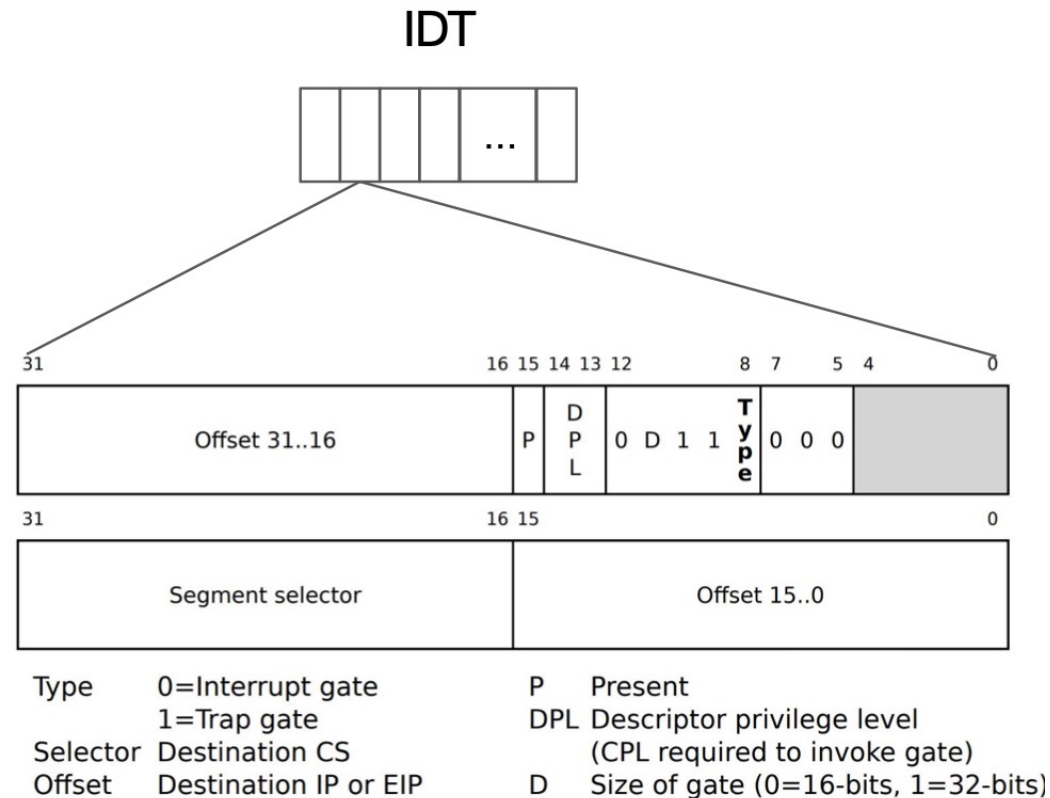 IDT
...
31 16 15 14 13 12 8 7 5 4 0
Offset 31..16 P DPL 0 D 1 1 Type 0 0 0
31 16 15 0
Segment selector Offset 15..0
Type 0=Interrupt gate P Present
1=Trap gate DPL Descriptor privilege level
Selector Destination CS (CPL required to invoke gate)
Offset Destination IP or EIP D Size of gate (0=16-bits, 1=32-bits)